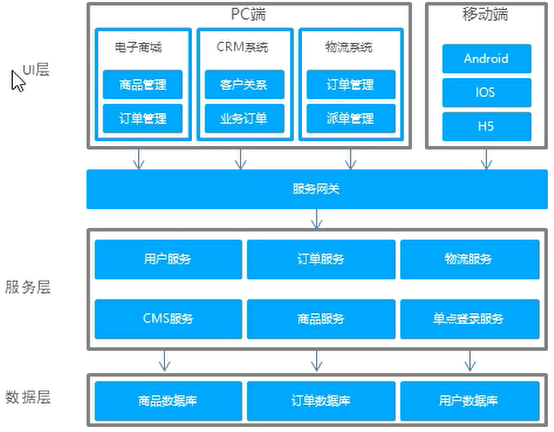 PC端
移动端
UI层
电子商城
CRM系统
物流系统
商品管理
客户关系
订单管理
订单管理
业务订单
派单管理
Android
IOS
H5
服务网关
服务层
用户服务
订单服务
物流服务
CMS服务
商品服务
单点登录服务
数据层
商品数据库
订单数据库
用户数据库